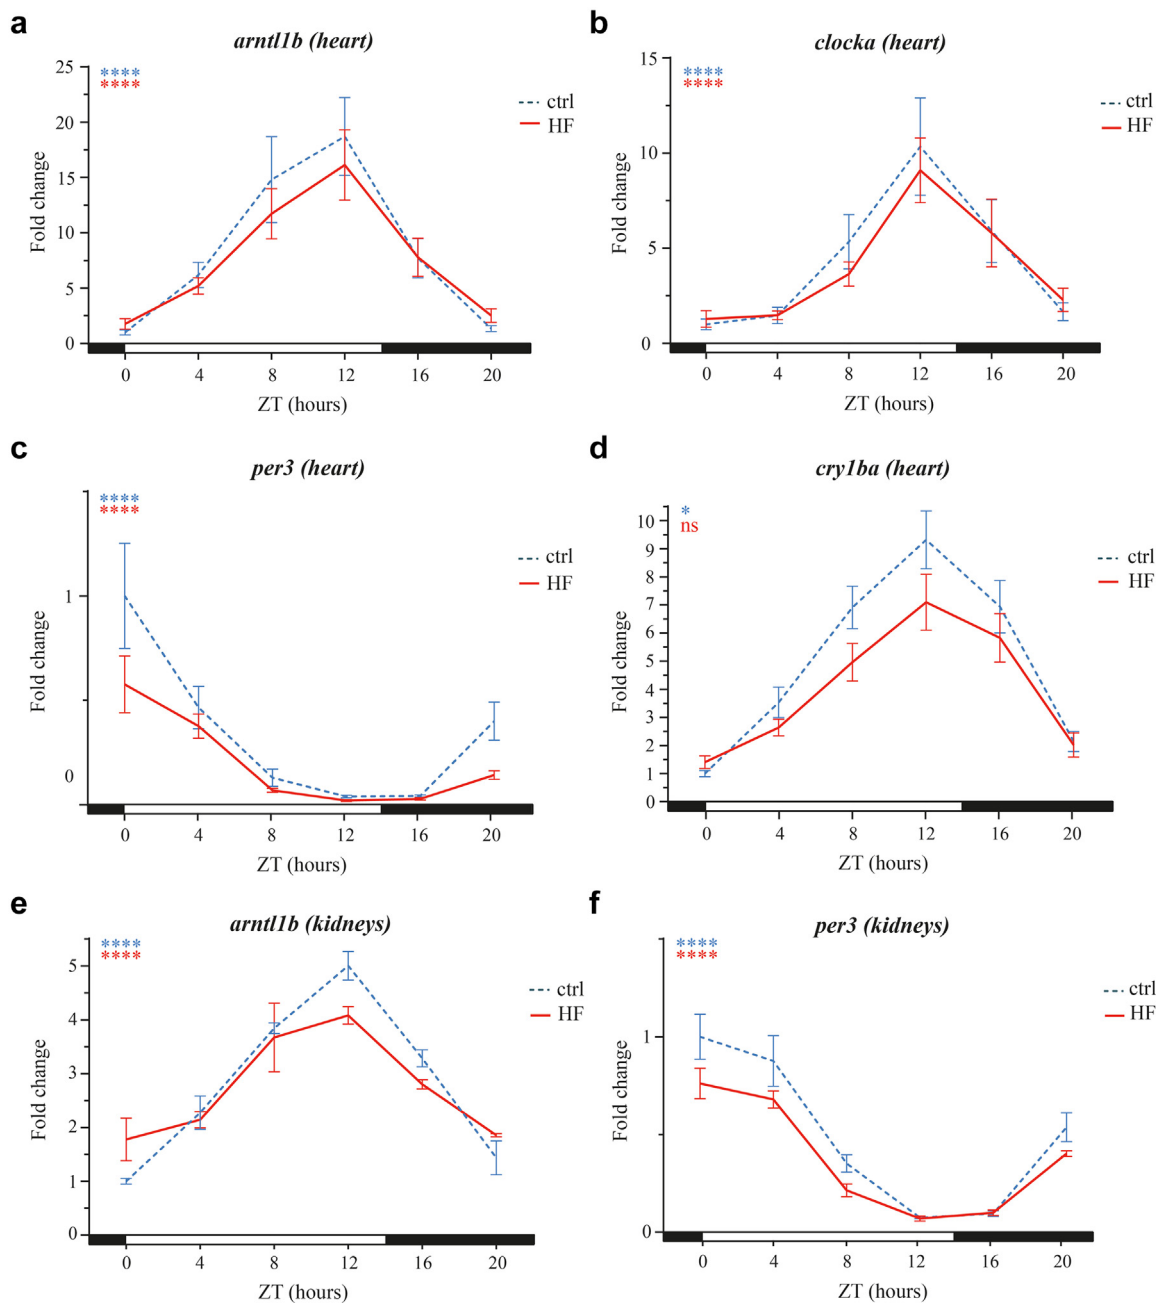 a
arntl1b (heart)
25
20
15
10
5
0
****
****
ctrl
HF
Fold change
0 4 8 12 16 20
ZT (hours)
b
clocka (heart)
15
10
5
0
****
****
ctrl
HF
Fold change
0 4 8 12 16 20
ZT (hours)
c
per3 (heart)
1
0
****
****
ctrl
HF
Fold change
0 4 8 12 16 20
ZT (hours)
d
cry1ba (heart)
10
9
8
7
6
5
4
3
2
1
0
*
ns
ctrl
HF
Fold change
0 4 8 12 16 20
ZT (hours)
e
arntl1b (kidneys)
5
4
3
2
1
0
****
****
ctrl
HF
Fold change
0 4 8 12 16 20
ZT (hours)
f
per3 (kidneys)
1
0
****
****
ctrl
HF
Fold change
0 4 8 12 16 20
ZT (hours)